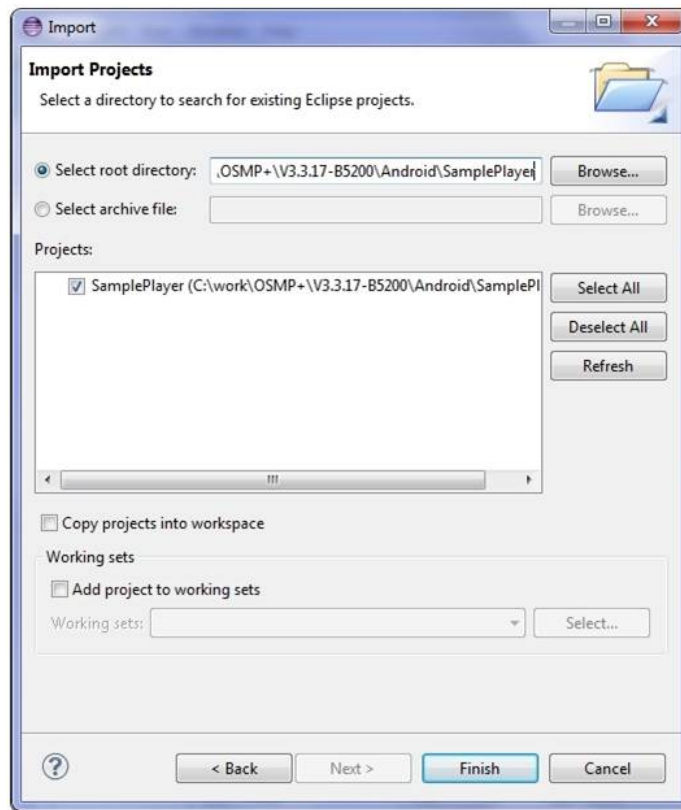 Import
Import Projects
Select a directory to search for existing Eclipse projects.
Select root directory: .OSMP+\V3.3.17-B5200\Android\SamplePlayer Browse...
Select archive file: Browse...
Projects:
SamplePlayer (C:\work\OSMP+\V3.3.17-B5200\Android\SamplePl
Select All
Deselect All
Refresh
Copy projects into workspace
Working sets
Add project to working sets
Working sets: Select...
? < Back Next > Finish Cancel